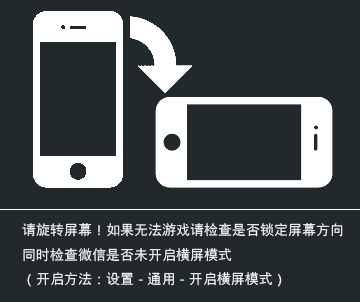 请旋转屏幕！如果无法游戏请检查是否锁定屏幕方向
同时检查微信是否未开启横屏模式
（开启方法：设置 - 通用 - 开启横屏模式）